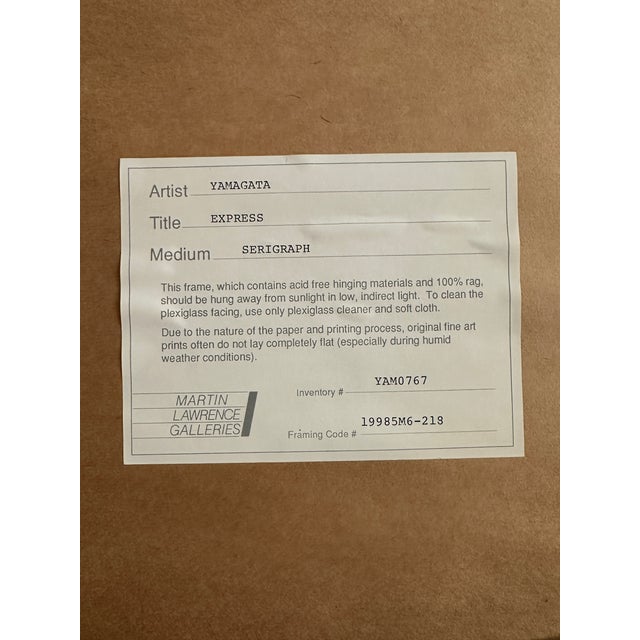 Artist YAMAGATA
Title EXPRESS
Medium SERIGRAPH
This frame, which contains acid free hinging materials and 100% rag,
should be hung away from sunlight in low, indirect light. To clean the
plexiglass facing, use only plexiglass cleaner and soft cloth.
Due to the nature of the paper and printing process, original fine art
prints often do not lay completely flat (especially during humid
weather conditions).
MARTIN
LAWRENCE
GALLERIES
Inventory # YAM0767
Framing Code # 19985M6-218